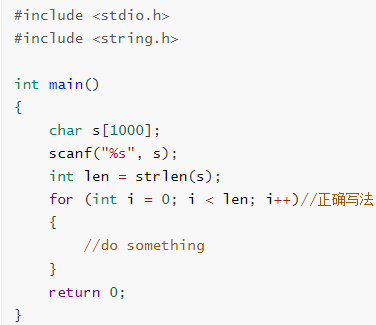 #include <stdio.h>
#include <string.h>

int main()
{
    char s[1000];
    scanf("%s", s);
    int len = strlen(s);
    for (int i = 0; i < len; i++)//正确写法
    {
        //do something
    }
    return 0;
}